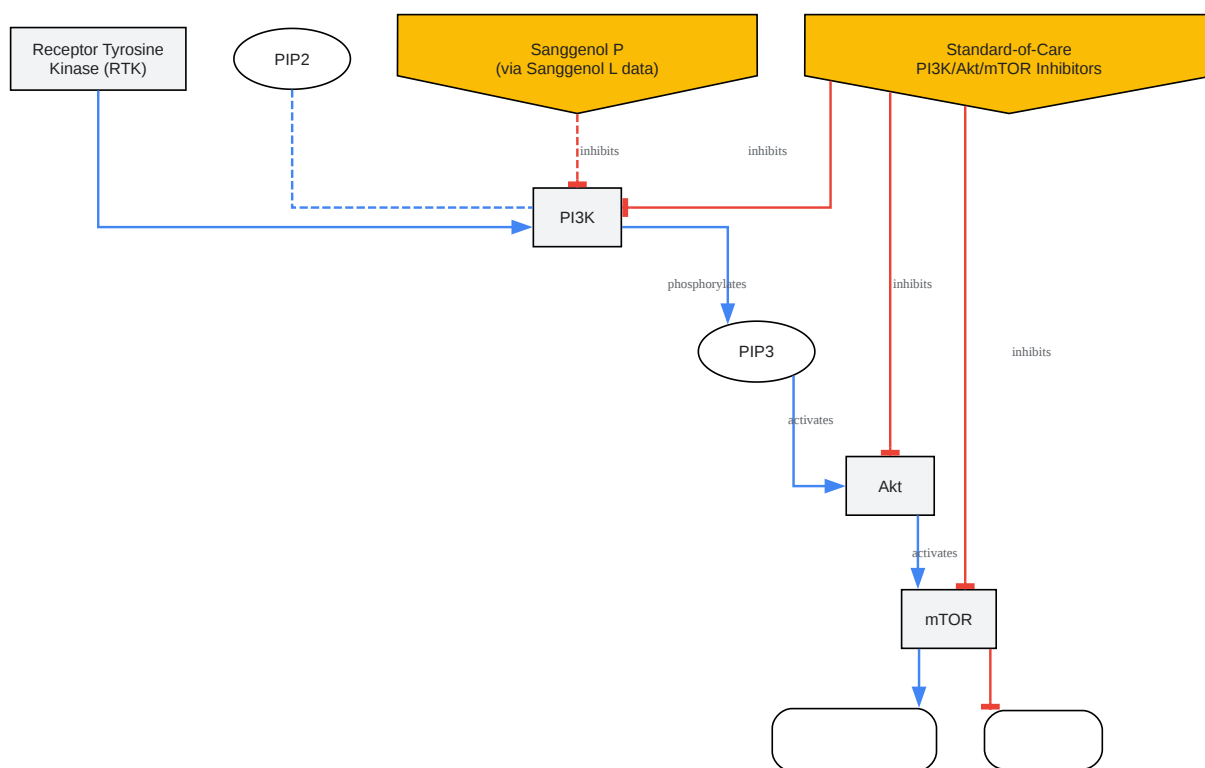 Receptor Tyrosine
Kinase (RTK)
PIP2
Sanggenol P
(via Sanggenol L data)
Standard-of-Care
PI3K/Akt/mTOR Inhibitors
inhibits
inhibits
PI3K
phosphorylates
inhibits
PIP3
inhibits
activates
Akt
activates
mTOR